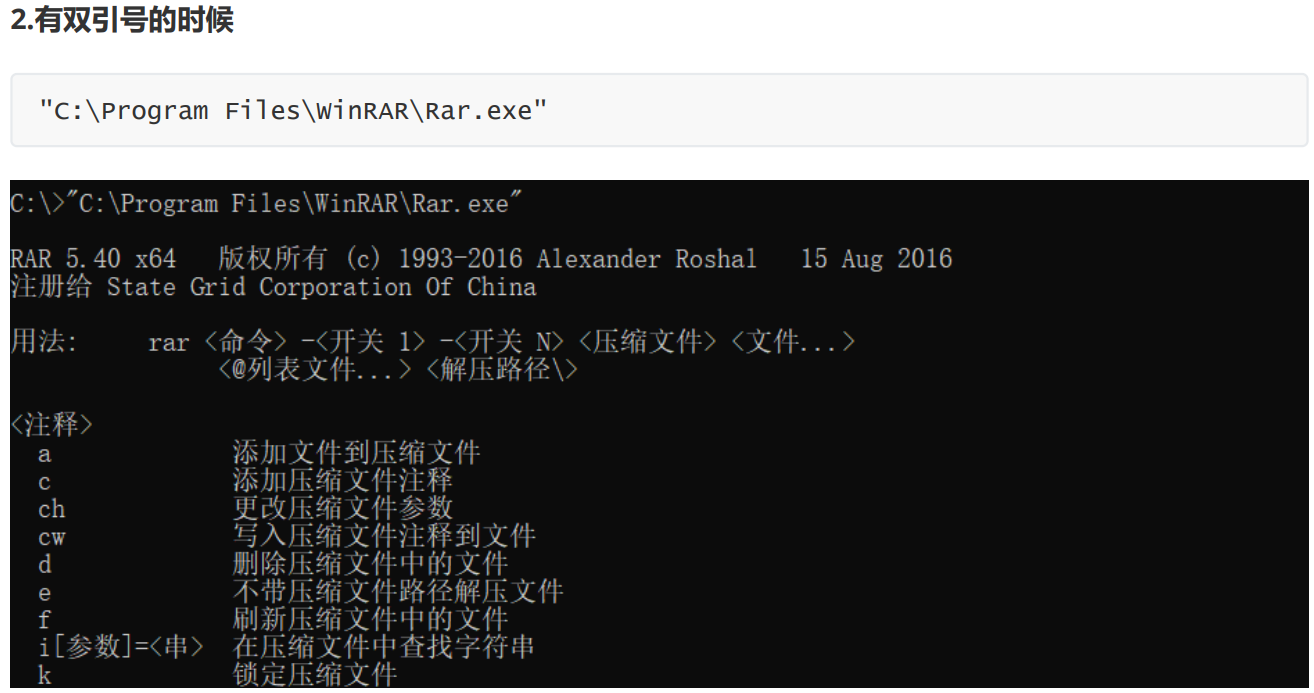 2.有双引号的时候
"C:\Program Files\WinRAR\Rar.exe"
C:\>"C:\Program Files\WinRAR\Rar.exe"
RAR 5.40 x64   版权所有 (c) 1993-2016 Alexander Roshal   15 Aug 2016
注册给 State Grid Corporation Of China
用法:     rar <命令> -<开关 1> -<开关 N> <压缩文件> <文件...>
<@列表文件...> <解压路径\>
<注释>
a             添加文件到压缩文件
c             添加压缩文件注释
ch            更改压缩文件参数
cw            写入压缩文件注释到文件
d             删除压缩文件中的文件
e             不带压缩文件路径解压文件
f             刷新压缩文件中的文件
i[参数]=<串>  在压缩文件中查找字符串
k             锁定压缩文件